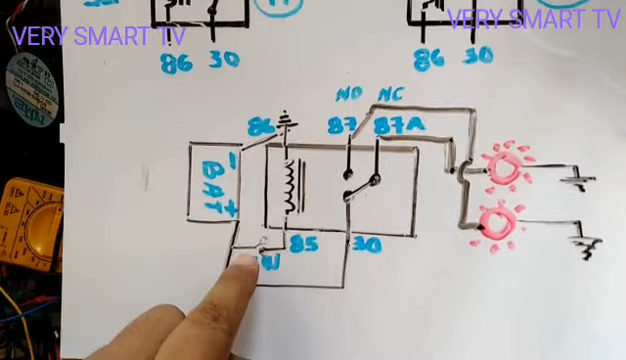 VERY SMART TV
VERY SMART TV
86 30
86 30
NO NC
86 87 87A
BAT
- +
85 30